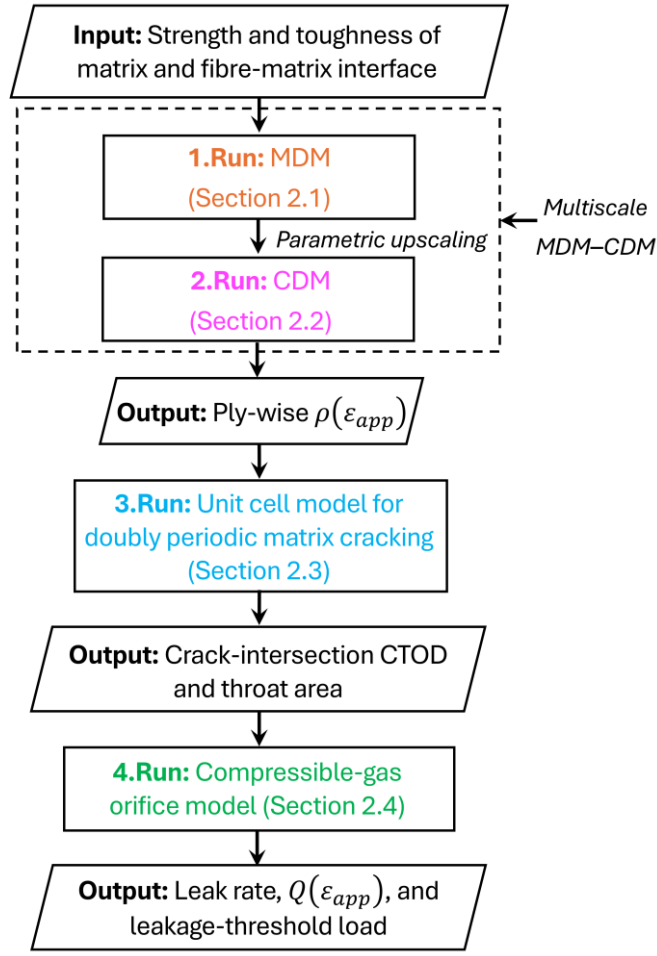 Input: Strength and toughness of
matrix and fibre-matrix interface
1.Run: MDM
(Section 2.1)
Parametric upscaling
Multiscale
MDM–CDM
2.Run: CDM
(Section 2.2)
Output: Ply-wise ρ(ε_app)
3.Run: Unit cell model for
doubly periodic matrix cracking
(Section 2.3)
Output: Crack-intersection CTOD
and throat area
4.Run: Compressible-gas
orifice model (Section 2.4)
Output: Leak rate, Q(ε_app), and
leakage-threshold load